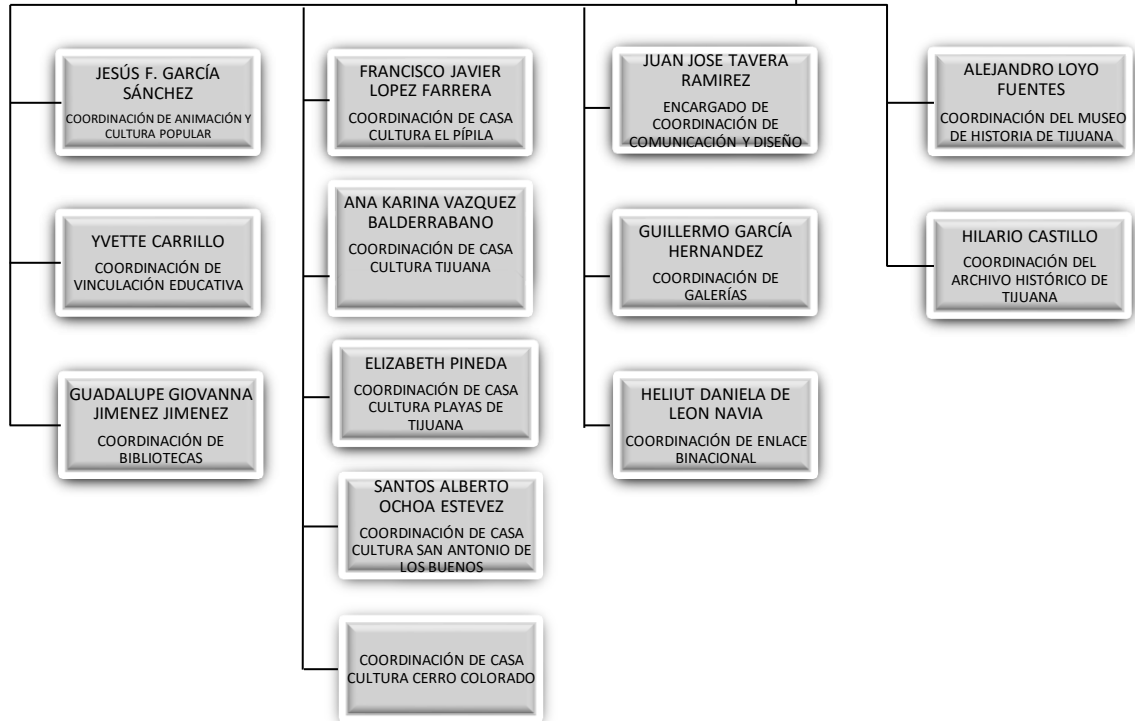 JESÚS F. GARCÍA
SÁNCHEZ
COORDINACIÓN DE ANIMACIÓN Y
CULTURA POPULAR
YVETTE CARRILLO
COORDINACIÓN DE
VINCULACIÓN EDUCATIVA
GUADALUPE GIOVANNA
JIMENEZ JIMENEZ
COORDINACIÓN DE
BIBLIOTECAS
FRANCISCO JAVIER
LOPEZ FARRERA
COORDINACIÓN DE CASA
CULTURA EL PÍPILA
ANA KARINA VAZQUEZ
BALDERRABANO
COORDINACIÓN DE CASA
CULTURA TIJUANA
ELIZABETH PINEDA
COORDINACIÓN DE CASA
CULTURA PLAYAS DE
TIJUANA
SANTOS ALBERTO
OCHOA ESTEVEZ
COORDINACIÓN DE CASA
CULTURA SAN ANTONIO DE
LOS BUENOS
COORDINACIÓN DE CASA
CULTURA CERRO COLORADO
JUAN JOSE TAVERA
RAMIREZ
ENCARGADO DE
COORDINACIÓN DE
COMUNICACIÓN Y DISEÑO
GUILLERMO GARCÍA
HERNANDEZ
COORDINACIÓN DE
GALERÍAS
HELIUT DANIELA DE
LEON NAVIA
COORDINACIÓN DE ENLACE
BINACIONAL
ALEJANDRO LOYO
FUENTES
COORDINACIÓN DEL MUSEO
DE HISTORIA DE TIJUANA
HILARIO CASTILLO
COORDINACIÓN DEL
ARCHIVO HISTÓRICO DE
TIJUANA